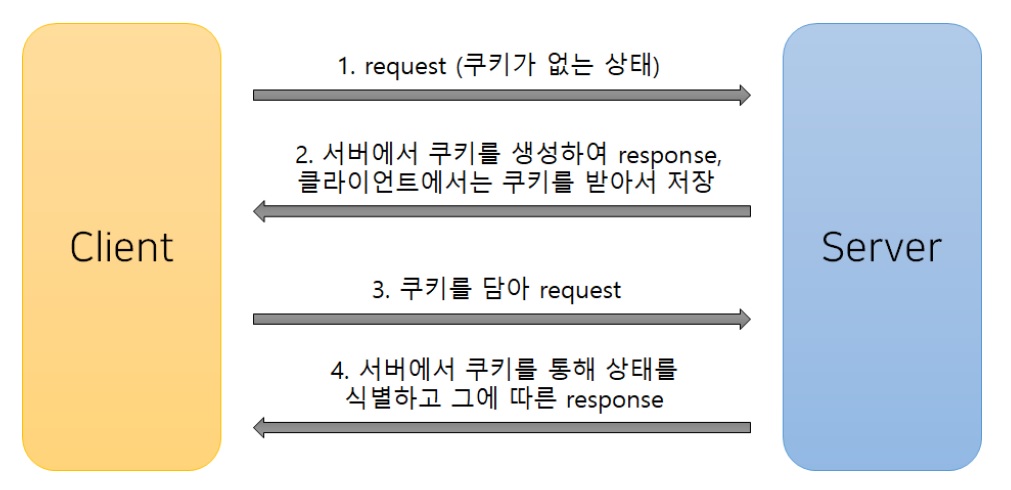 1. request (쿠키가 없는 상태)
2. 서버에서 쿠키를 생성하여 response,
클라이언트에서는 쿠키를 받아서 저장
Client
Server
3. 쿠키를 담아 request
4. 서버에서 쿠키를 통해 상태를
식별하고 그에 따른 response